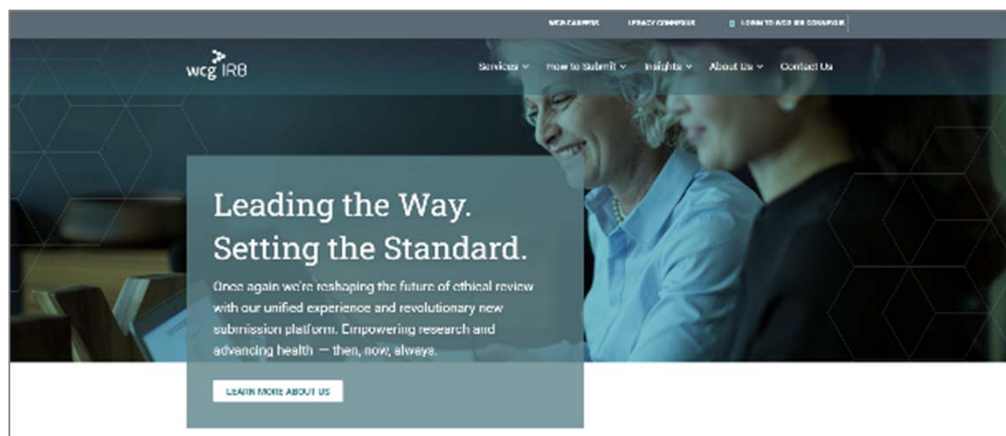 WCG CAREERS LEGACY CONNEXUS LOGIN TO WCG IRB CONNEXUS
wcg IRB
Services How to Submit Insights About Us Contact Us
Leading the Way.
Setting the Standard.
Once again we're reshaping the future of ethical review
with our unified experience and revolutionary new
submission platform. Empowering research and
advancing health — then, now, always.
LEARN MORE ABOUT US